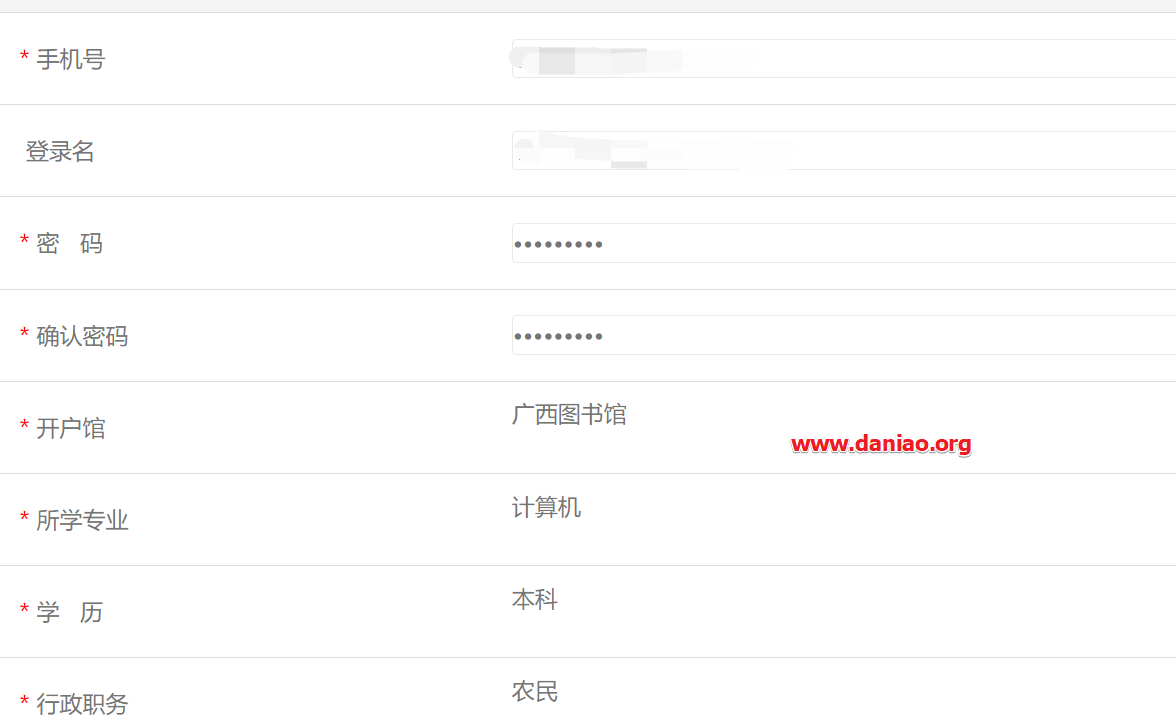 * 手机号
登录名
* 密 码
•••••••••
* 确认密码
•••••••••
* 开户馆
广西图书馆
www.daniao.org
* 所学专业
计算机
* 学 历
本科
* 行政职务
农民